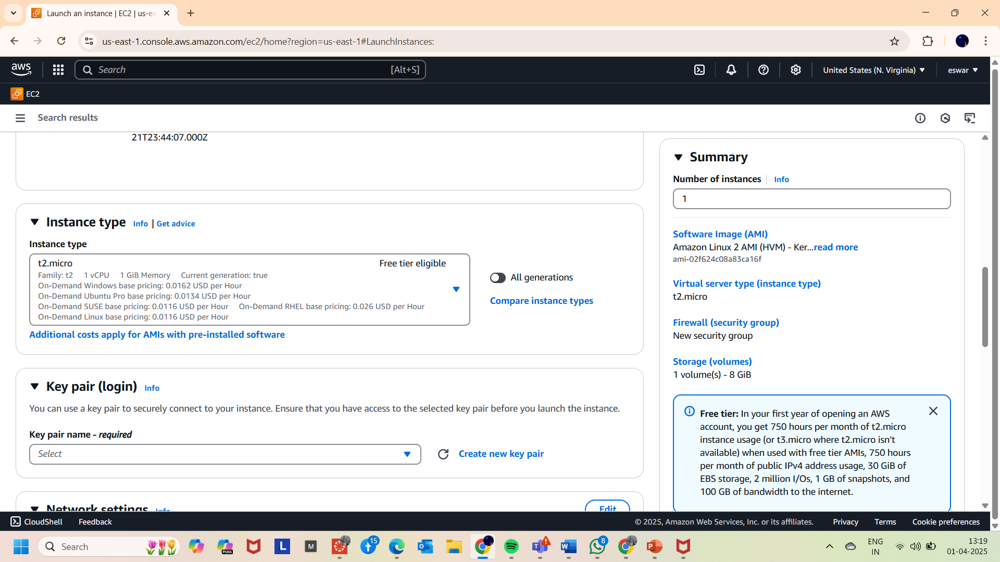 Launch an instance | EC2 | us-ea
us-east-1.console.aws.amazon.com/ec2/home?region=us-east-1#LaunchInstances:
aws
Search [Alt+S]
United States (N. Virginia)
eswar
EC2
Search results
21T23:44:07.000Z
Instance type Info | Get advice
Instance type
t2.micro Free tier eligible
Family: t2 1 vCPU 1 GiB Memory Current generation: true
On-Demand Windows base pricing: 0.0162 USD per Hour
On-Demand Ubuntu Pro base pricing: 0.0134 USD per Hour
On-Demand SUSE base pricing: 0.0116 USD per Hour On-Demand RHEL base pricing: 0.026 USD per Hour
On-Demand Linux base pricing: 0.0116 USD per Hour
All generations
Compare instance types
Additional costs apply for AMIs with pre-installed software
Key pair (login) Info
You can use a key pair to securely connect to your instance. Ensure that you have access to the selected key pair before you launch the instance.
Key pair name - required
Select
Create new key pair
Network settings Info
Edit
Summary
Number of instances Info
1
Software Image (AMI)
Amazon Linux 2 AMI (HVM) - Ker...read more
ami-02f624c08a83ca16f
Virtual server type (instance type)
t2.micro
Firewall (security group)
New security group
Storage (volumes)
1 volume(s) - 8 GiB
Free tier: In your first year of opening an AWS
account, you get 750 hours per month of t2.micro
instance usage (or t3.micro where t2.micro isn't
available) when used with free tier AMIs, 750 hours
per month of public IPv4 address usage, 30 GiB of
EBS storage, 2 million I/Os, 1 GB of snapshots, and
100 GB of bandwidth to the internet.
CloudShell Feedback
© 2025, Amazon Web Services, Inc. or its affiliates. Privacy Terms Cookie preferences
Search
M365
L
M
15
8
ENG
IN
13:19
01-04-2025